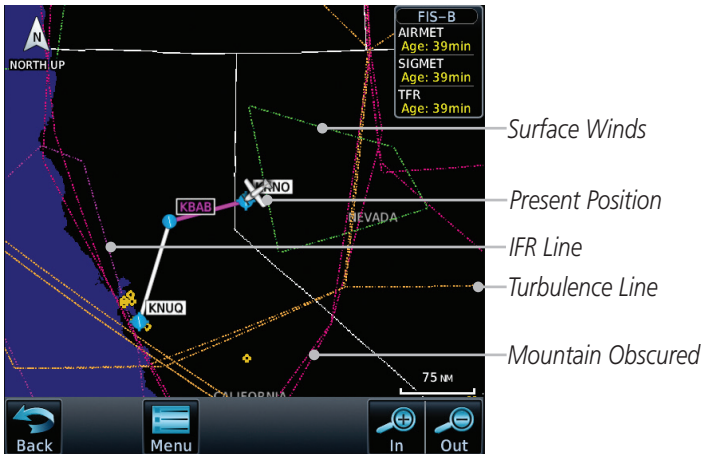 FIS-B
AIRMET
Age: 39min
SIGMET
Age: 39min
TFR
Age: 39min
N
NORTH UP
KBAB
NEVADA
KNUQ
CALIFORNIA
75 NM
Back
Menu
In
Out
Surface Winds
Present Position
IFR Line
Turbulence Line
Mountain Obscured